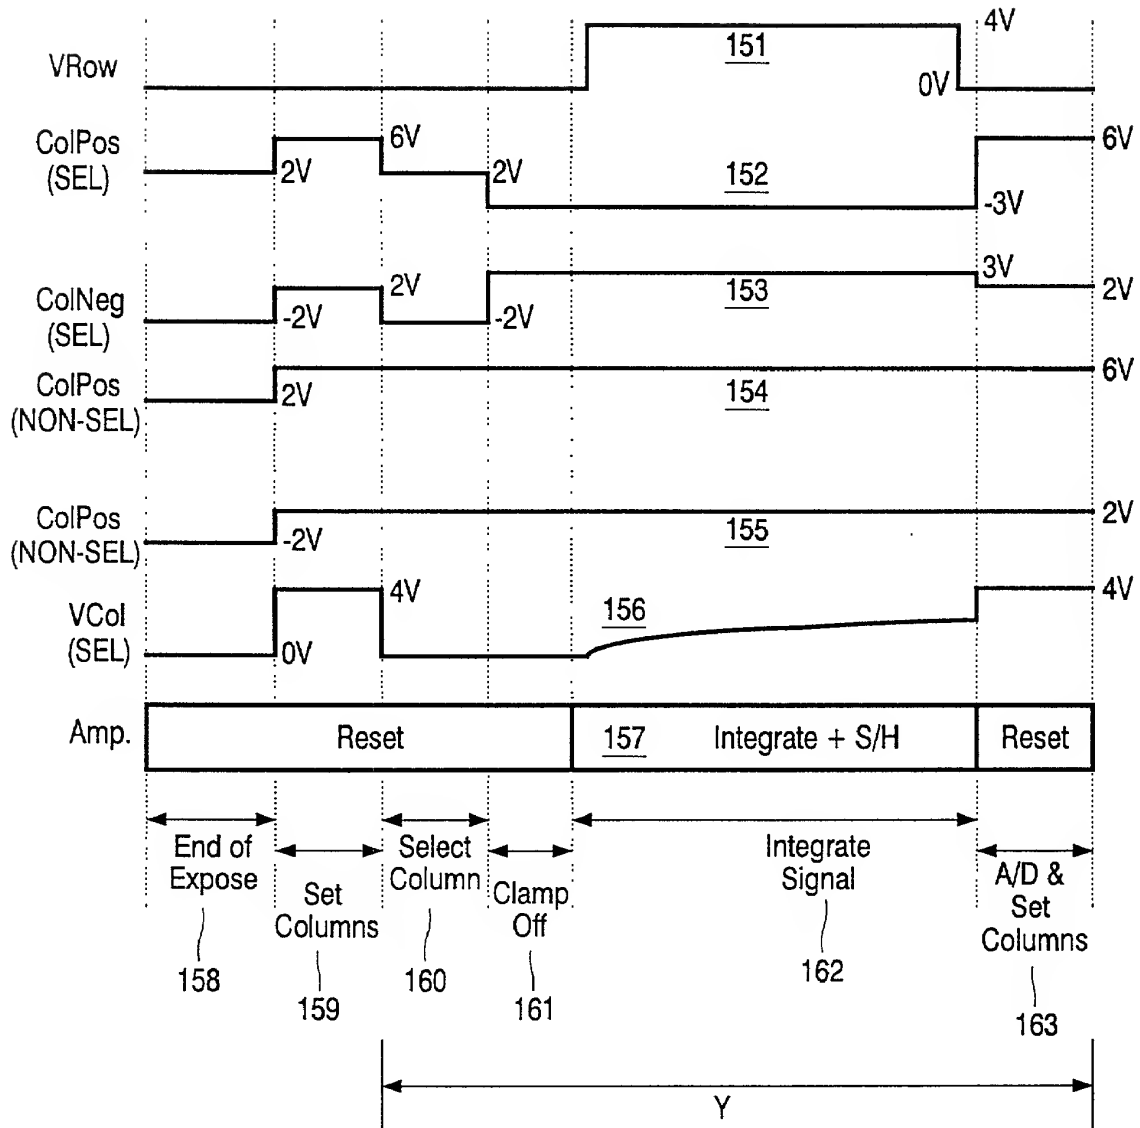 4V
VRow
151
0V
ColPos
(SEL)
6V
6V
2V
2V
152
-3V
ColNeg
(SEL)
3V
2V
2V
-2V
-2V
153
ColPos
(NON-SEL)
6V
2V
154
ColPos
(NON-SEL)
2V
-2V
155
VCol
(SEL)
4V
4V
0V
156
Amp.
Reset
157
Integrate + S/H
Reset
End of
Expose
158
Set
Columns
159
Select
Column
160
Clamp
Off
161
Integrate
Signal
162
A/D &
Set
Columns
163
Y